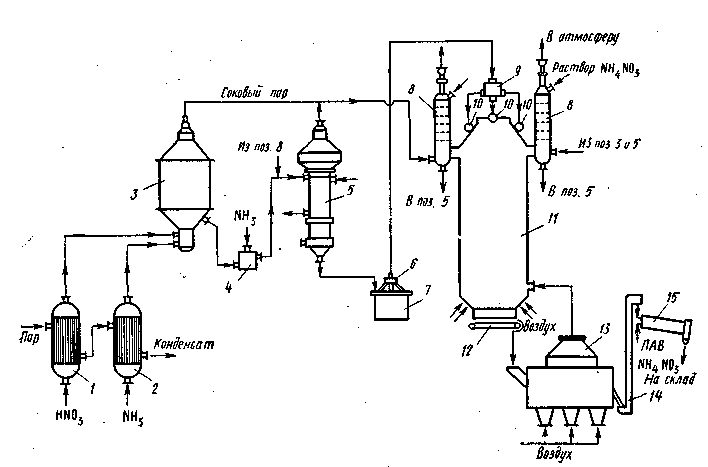 В атмосферу
Раствор NH4NO3
8
9
10
10
10
8
Соковый пар
Из поз. 8
Из поз 3 и 5
3
5
В поз. 5
В поз. 5
NH3
11
4
6
7
15
Воздух
12
13
ПАВ
Пар
Конденсат
NH4NO3
На склад
14
1
2
HNO3
NH3
Воздух